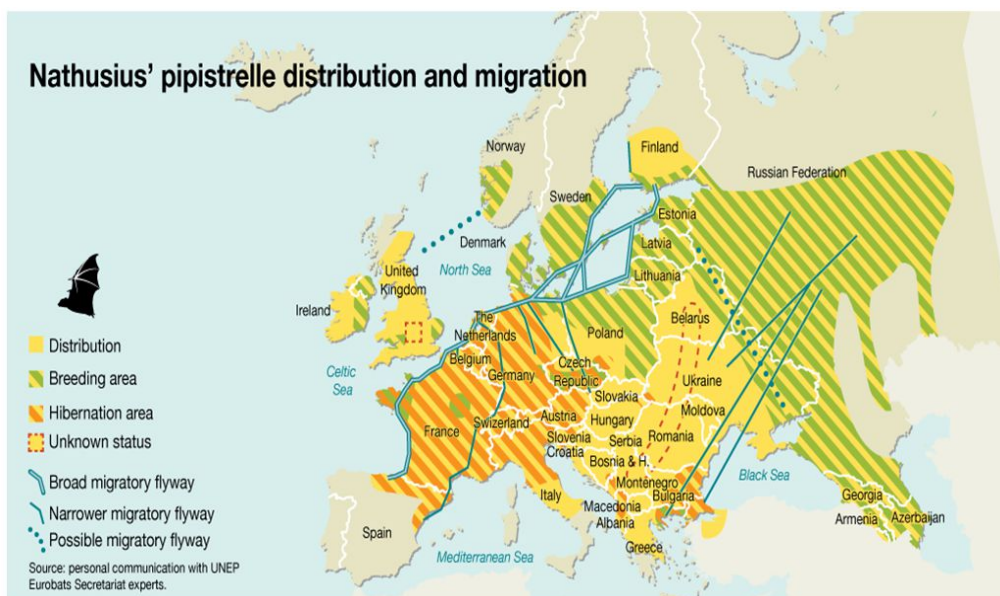 Nathusius’ pipistrelle distribution and migration
Norway
Finland
Russian Federation
Sweden
Estonia
Denmark
Latvia
North Sea
United
Kingdom
Lithuania
Ireland
The
Netherlands
Belarus
Poland
Belgium
Celtic
Sea
Germany
Czech
Republic
Ukraine
Slovakia
Moldova
France
Swizerland
Austria
Hungary
Slovenia
Croatia
Serbia
Romania
Bosnia & H.
Black Sea
Montenegro
Bulgaria
Italy
Macedonia
Albania
Georgia
Armenia
Azerbaijan
Spain
Greece
Mediterranean Sea
Distribution
Breeding area
Hibernation area
Unknown status
Broad migratory flyway
Narrower migratory flyway
Possible migratory flyway
Source: personal communication with UNEP
Eurobats Secretariat experts.